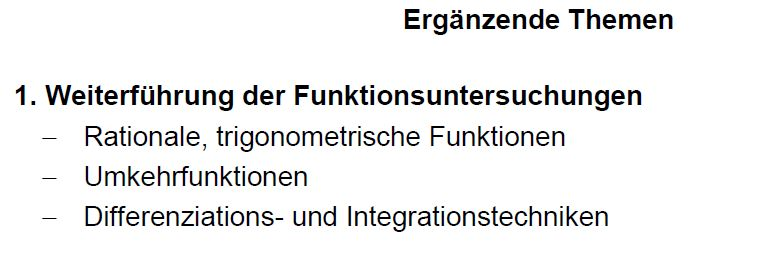 Ergänzende Themen
1. Weiterführung der Funktionsuntersuchungen
– Rationale, trigonometrische Funktionen
– Umkehrfunktionen
– Differenziations- und Integrationstechniken